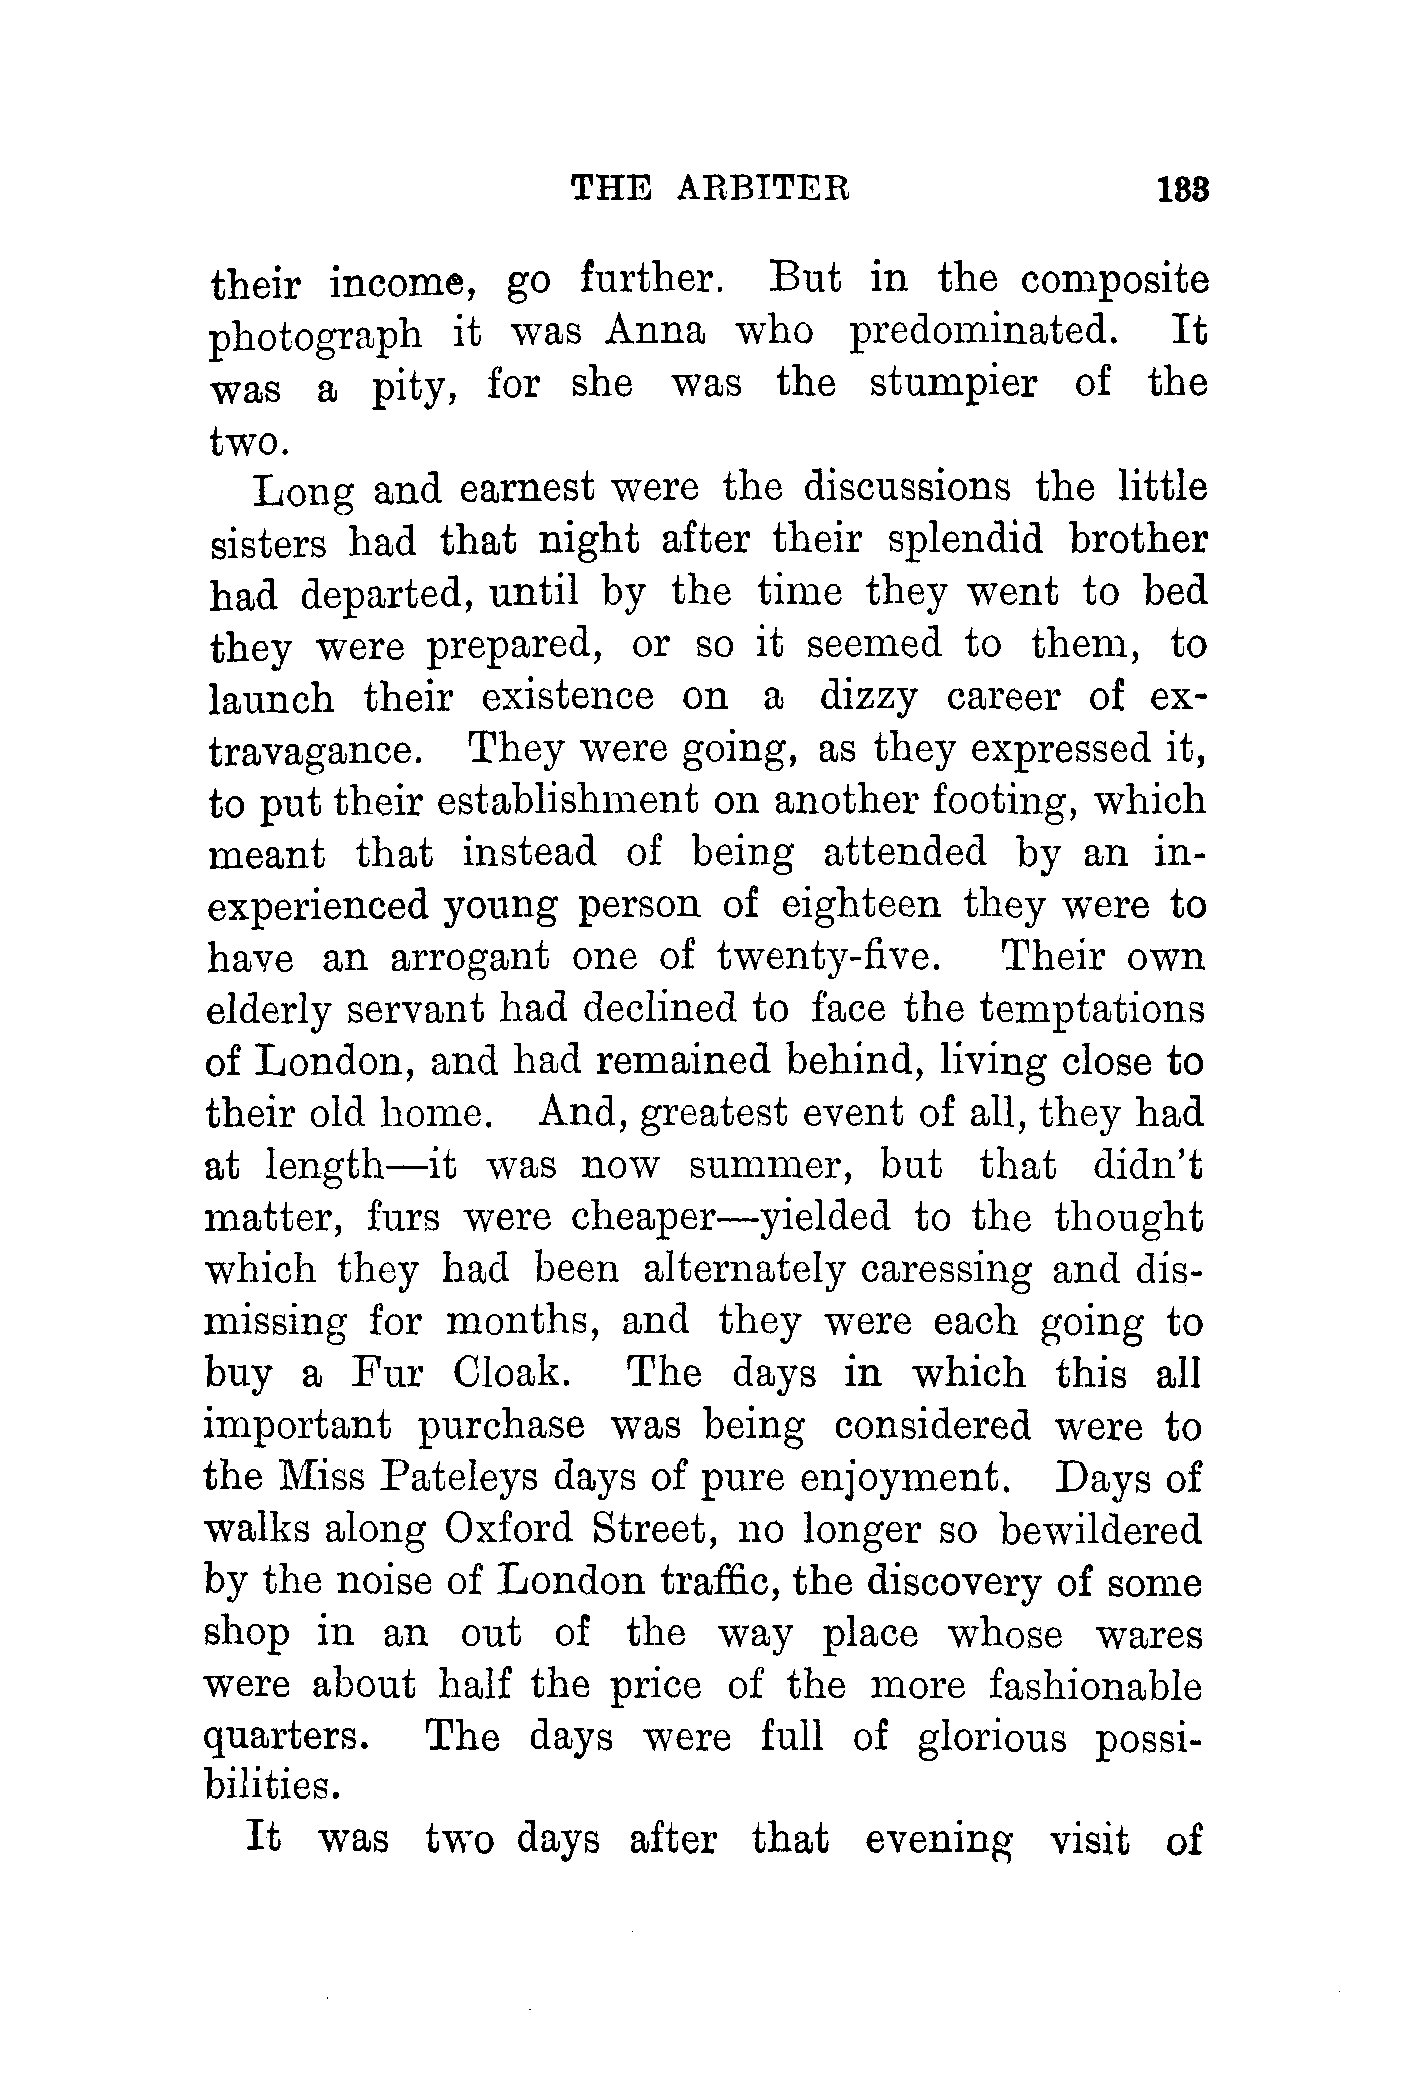 THE ARBITER 133
their income, go further. But in the composite
photograph it was Anna who predominated. It
was a pity, for she was the stumpier of the
two.
Long and earnest were the discussions the little
sisters had that night after their splendid brother
had departed, until by the time they went to bed
they were prepared, or so it seemed to them, to
launch their existence on a dizzy career of ex-
travagance. They were going, as they expressed it,
to put their establishment on another footing, which
meant that instead of being attended by an in-
experienced young person of eighteen they were to
have an arrogant one of twenty-five. Their own
elderly servant had declined to face the temptations
of London, and had remained behind, living close to
their old home. And, greatest event of all, they had
at length—it was now summer, but that didn't
matter, furs were cheaper—yielded to the thought
which they had been alternately caressing and dis-
missing for months, and they were each going to
buy a Fur Cloak. The days in which this all
important purchase was being considered were to
the Miss Pateleys days of pure enjoyment. Days of
walks along Oxford Street, no longer so bewildered
by the noise of London traffic, the discovery of some
shop in an out of the way place whose wares
were about half the price of the more fashionable
quarters. The days were full of glorious possi-
bilities.
It was two days after that evening visit of